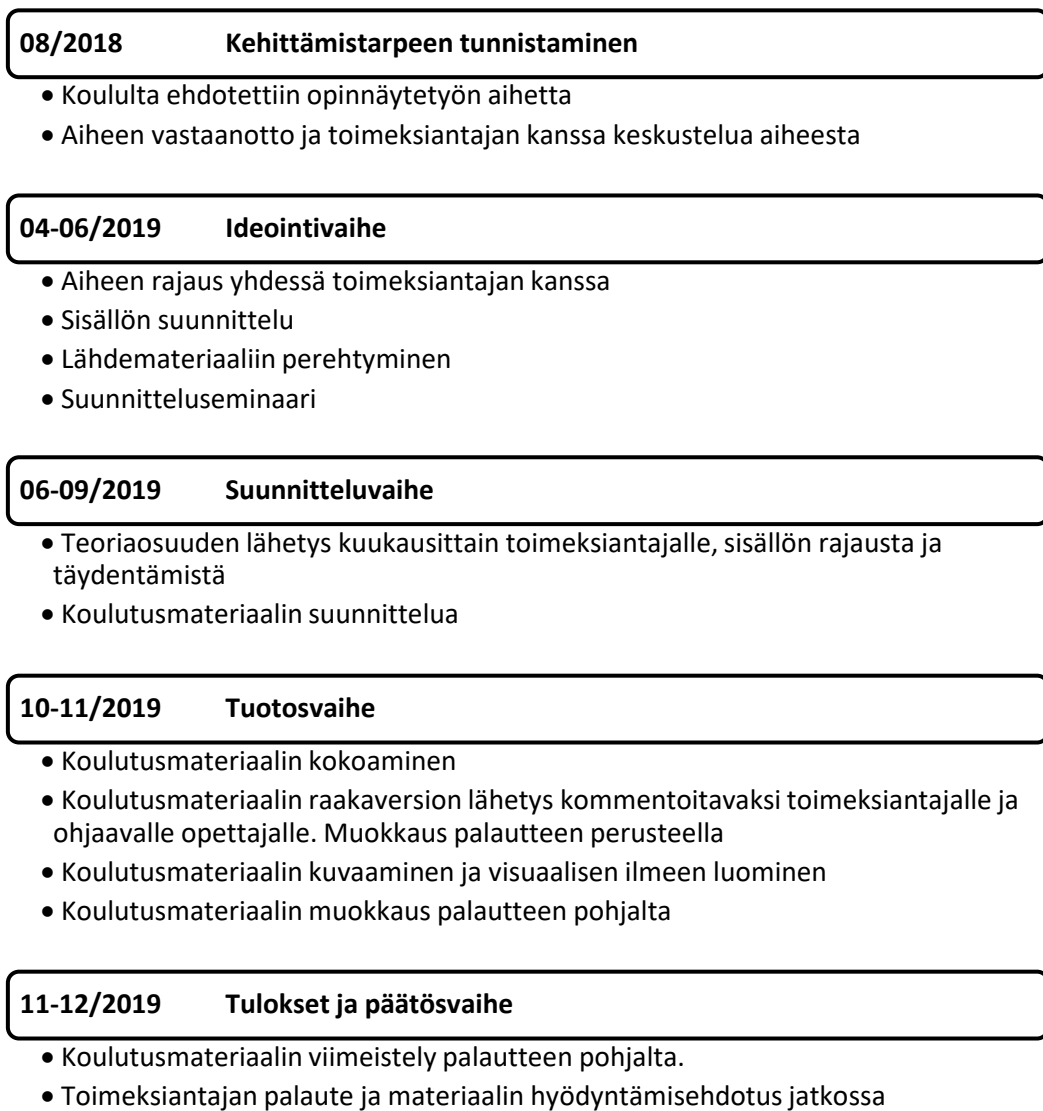 08/2018 Kehittämistarpeen tunnistaminen
• Koululta ehdotettiin opinnäytetyön aihetta
• Aiheen vastaanotto ja toimeksiantajan kanssa keskustelua aiheesta
04-06/2019 Ideointivaihe
• Aiheen rajaus yhdessä toimeksiantajan kanssa
• Sisällön suunnittelu
• Lähdemateriaaliin perehtyminen
• Suunnitteluseminaari
06-09/2019 Suunnitteluvaihe
• Teoriaosuuden lähetys kuukausittain toimeksiantajalle, sisällön rajausta ja
täydentämistä
• Koulutusmateriaalin suunnittelua
10-11/2019 Tuotosvaihe
• Koulutusmateriaalin kokoaminen
• Koulutusmateriaalin raakaversion lähetys kommentoitavaksi toimeksiantajalle ja
ohjaavalle opettajalle. Muokkaus palautteen perusteella
• Koulutusmateriaalin kuvaaminen ja visuaalisen ilmeen luominen
• Koulutusmateriaalin muokkaus palautteen pohjalta
11-12/2019 Tulokset ja päätösvaihe
• Koulutusmateriaalin viimeistely palautteen pohjalta.
• Toimeksiantajan palaute ja materiaalin hyödyntämisehdotus jatkossa